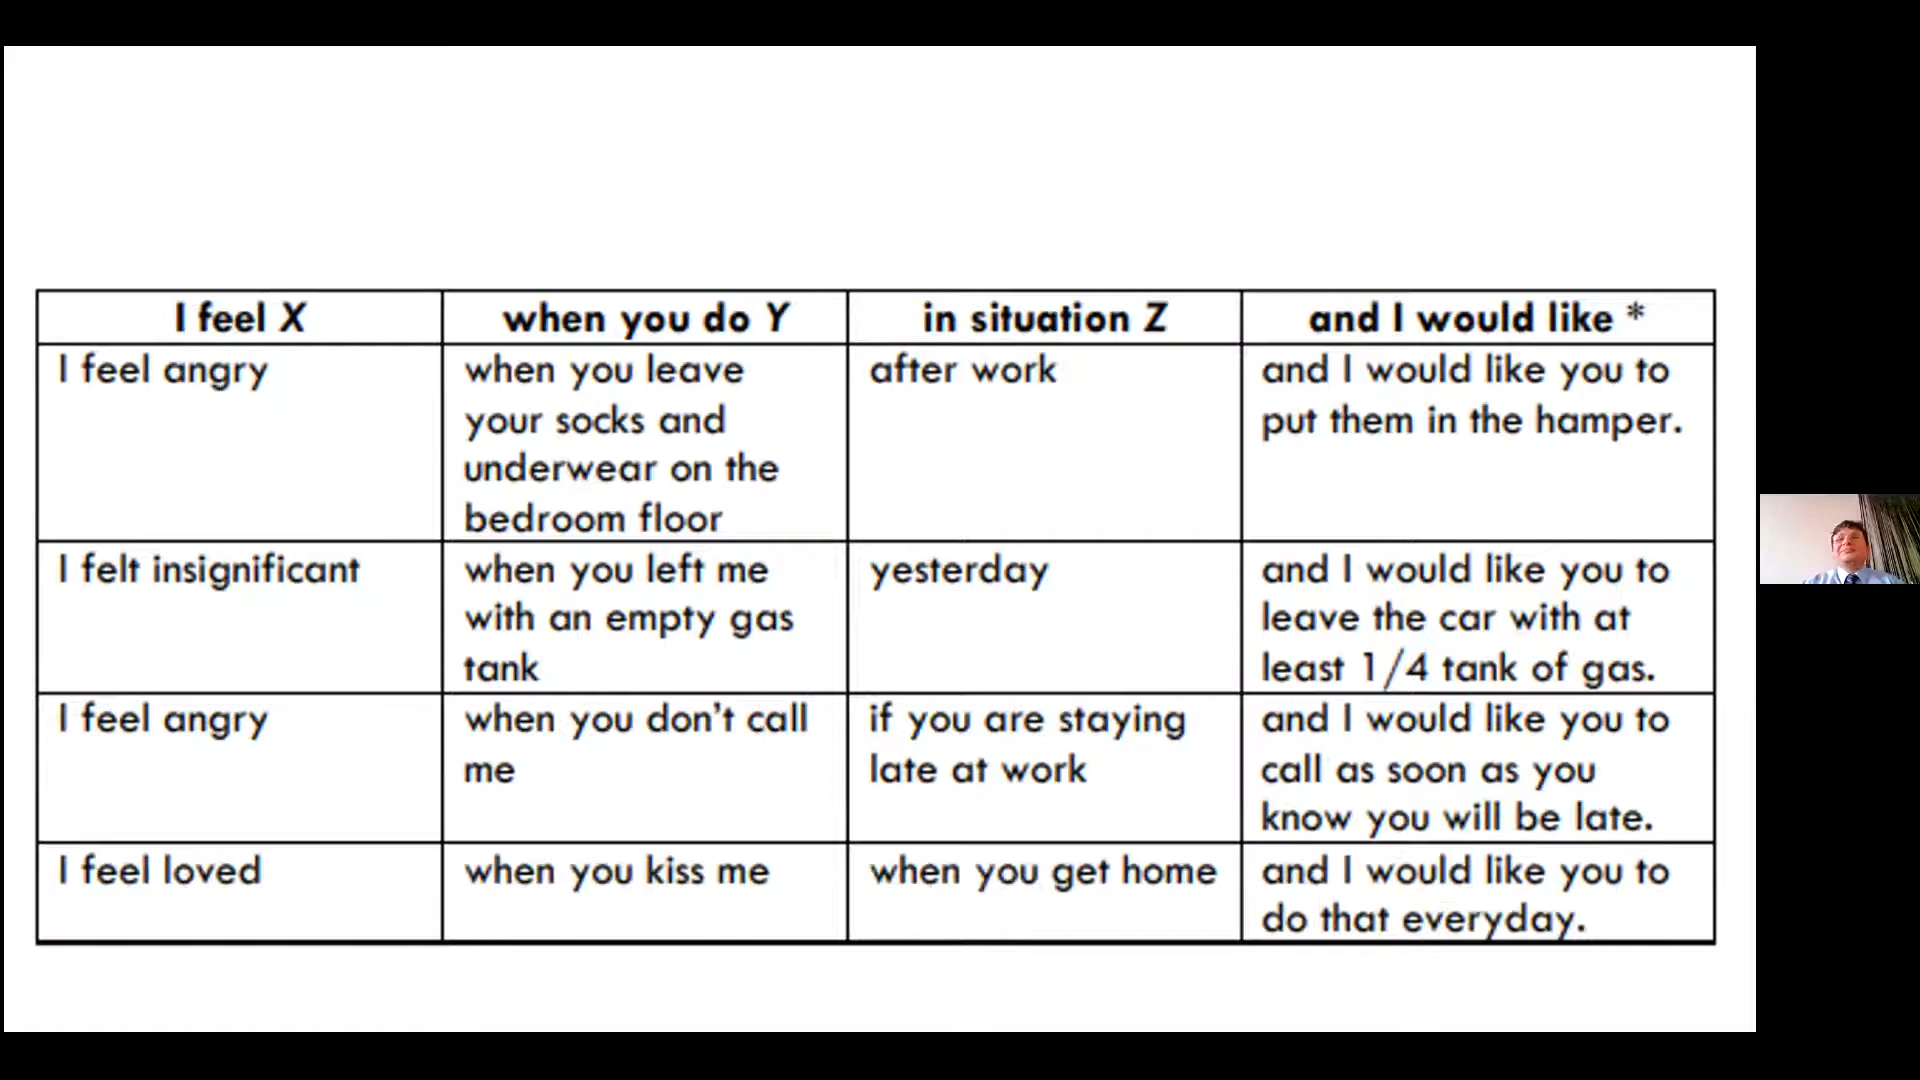 I feel X when you do Y in situation Z and I would like *
I feel angry
when you leave
your socks and
underwear on the
bedroom floor
after work
and I would like you to
put them in the hamper.
I felt insignificant
when you left me
with an empty gas
tank
yesterday
and I would like you to
leave the car with at
least 1/4 tank of gas.
I feel angry
when you don't call
me
if you are staying
late at work
and I would like you to
call as soon as you
know you will be late.
I feel loved
when you kiss me
when you get home
and I would like you to
do that everyday.